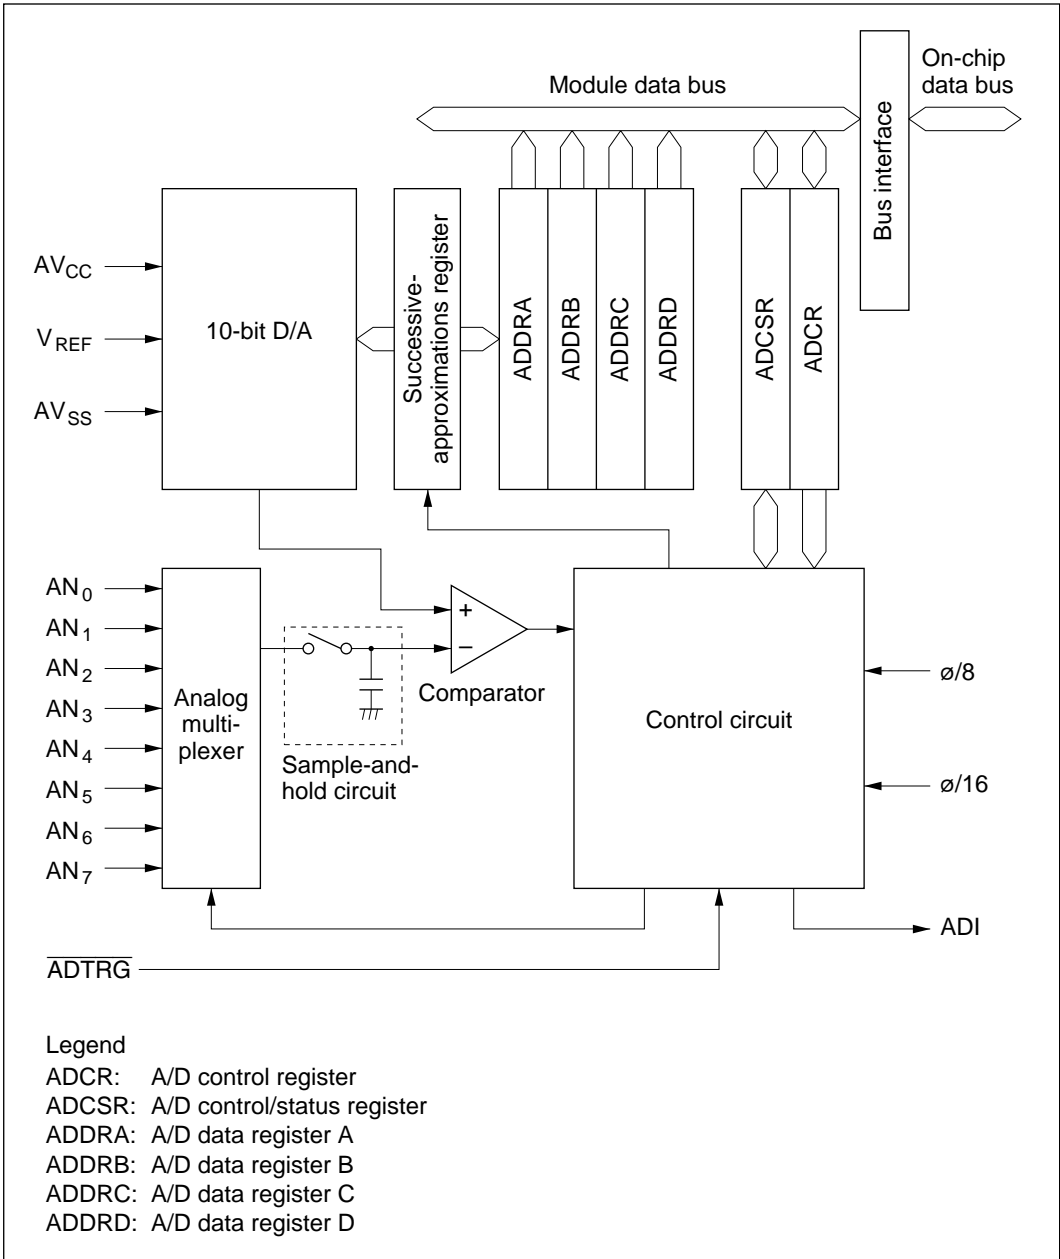 On-chip
data bus
Module data bus
Bus interface
AVCC
VREF
AVSS
10-bit D/A
Successive-
approximations register
ADDRA
ADDRB
ADDRC
ADDRD
ADCSR
ADCR
AN0
AN1
AN2
AN3
AN4
AN5
AN6
AN7
Analog
multi-
plexer
Sample-and-
hold circuit
+
−
Comparator
Control circuit
ø/8
ø/16
ADI
ADTRG
Legend
ADCR: A/D control register
ADCSR: A/D control/status register
ADDRA: A/D data register A
ADDRB: A/D data register B
ADDRC: A/D data register C
ADDRD: A/D data register D